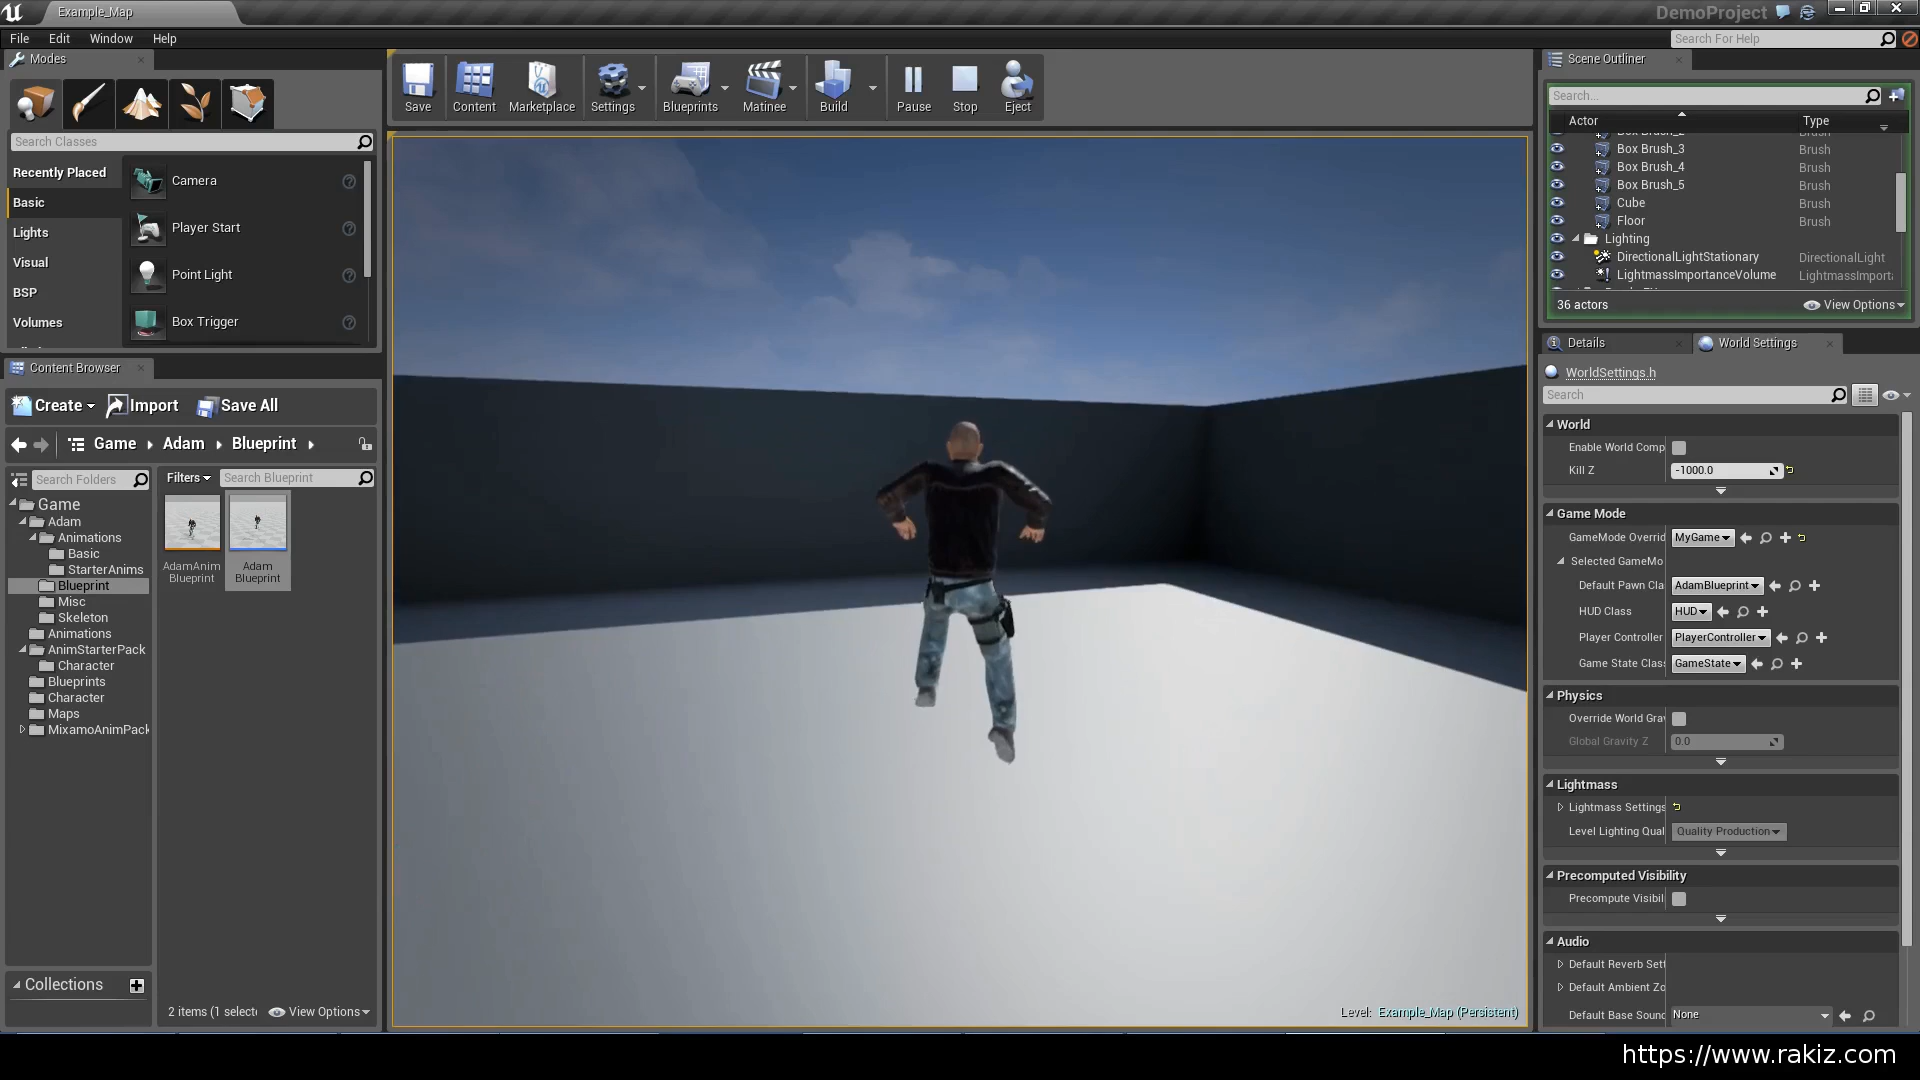 Example_Map
DemoProject
File Edit Window Help
Search For Help
Modes
Search Classes
Recently Placed
Basic
Lights
Visual
BSP
Volumes
Camera
Player Start
Point Light
Box Trigger
Content Browser
Create Import Save All
Game Adam Blueprint
Search Folders
Filters Search Blueprint
Game
Adam
Animations
Basic
StarterAnims
Blueprint
Misc
Skeleton
Animations
AnimStarterPack
Character
Blueprints
Character
Maps
MixamoAnimPack
AdamAnim
Blueprint
Adam
Blueprint
Collections
2 items (1 selecte View Options
Save Content Marketplace Settings Blueprints Matinee Build Pause Stop Eject
Level: Example_Map (Persistent)
Scene Outliner
Search...
Actor Type
Box Brush_2 Brush
Box Brush_3 Brush
Box Brush_4 Brush
Box Brush_5 Brush
Cube Brush
Floor Brush
Lighting
DirectionalLightStationary DirectionalLight
LightmassImportanceVolume LightmassImporta
36 actors View Options
Details World Settings
WorldSettings.h
Search
World
Enable World Comp
Kill Z -1000.0
Game Mode
GameMode Overrid MyGame
Selected GameMo
Default Pawn Cla AdamBlueprint
HUD Class HUD
Player Controller PlayerController
Game State Clas GameState
Physics
Override World Gra
Global Gravity Z 0.0
Lightmass
Lightmass Settings
Level Lighting Qual Quality Production
Precomputed Visibility
Precompute Visibil
Audio
Default Reverb Sett
Default Ambient Zo
Default Base Sounc None
https://www.rakiz.com